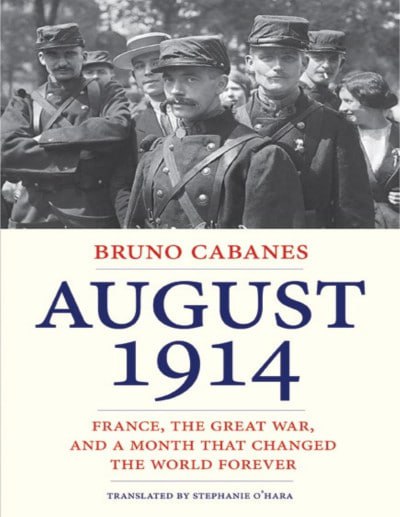 BRUNO CABANES
AUGUST
1914
FRANCE, THE GREAT WAR,
AND A MONTH THAT CHANGED
THE WORLD FOREVER
TRANSLATED BY STEPHANIE O'HARA